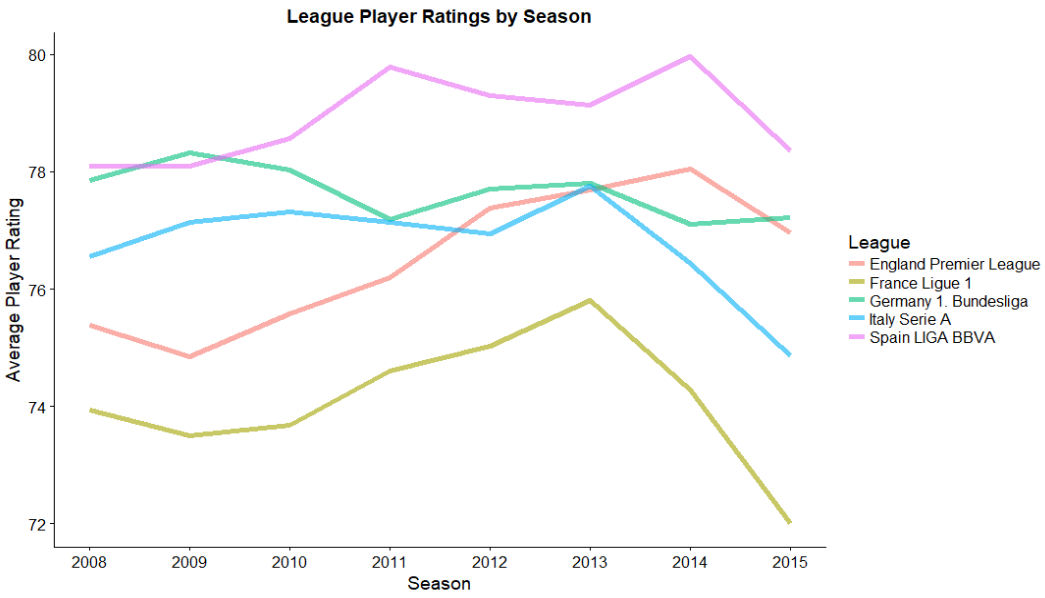 League Player Ratings by Season
80
78
76
74
72
Average Player Rating
2008 2009 2010 2011 2012 2013 2014 2015
Season
League
England Premier League
France Ligue 1
Germany 1. Bundesliga
Italy Serie A
Spain LIGA BBVA